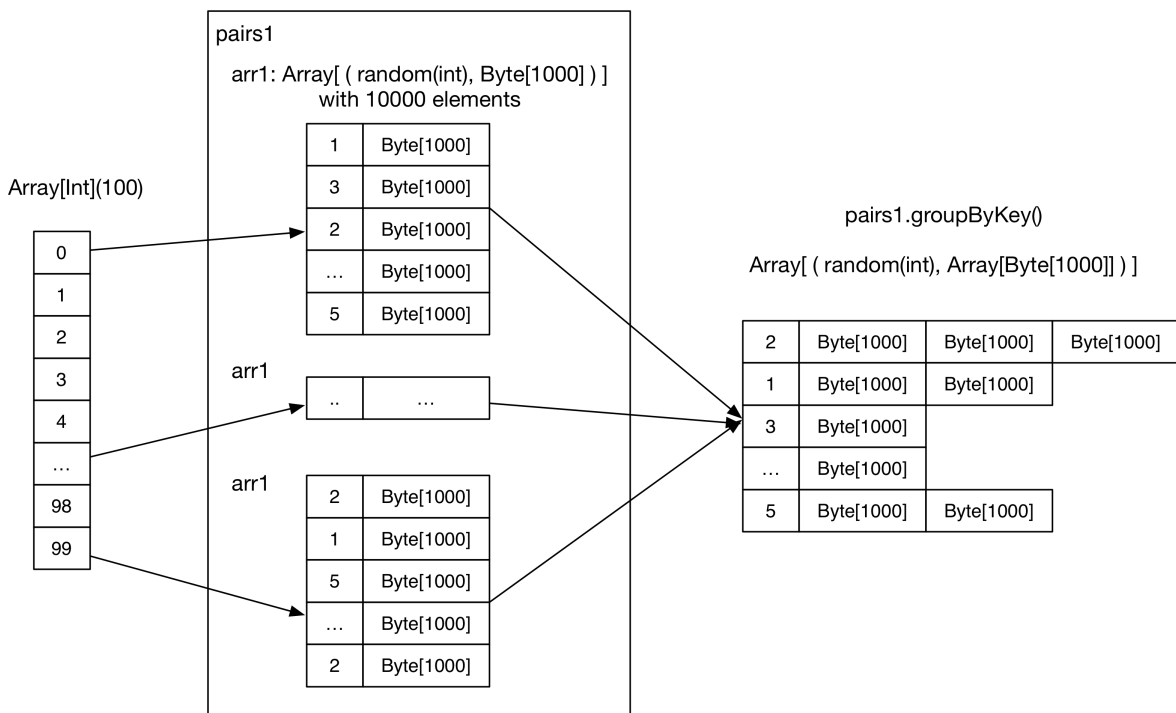 pairs1
arr1: Array[ ( random(int), Byte[1000] ) ]
with 10000 elements
Array[Int](100)
0
1
2
3
4
...
98
99
1 Byte[1000]
3 Byte[1000]
2 Byte[1000]
... Byte[1000]
5 Byte[1000]
arr1
.. ...
arr1
2 Byte[1000]
1 Byte[1000]
5 Byte[1000]
... Byte[1000]
2 Byte[1000]
pairs1.groupByKey()
Array[ ( random(int), Array[Byte[1000]] ) ]
2 Byte[1000] Byte[1000] Byte[1000]
1 Byte[1000] Byte[1000]
3 Byte[1000]
... Byte[1000]
5 Byte[1000] Byte[1000]